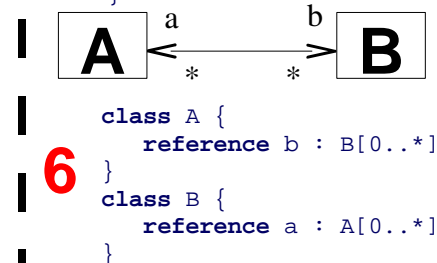 }
a b
A B
* *
class A {
reference b : B[0..*]
}
6
class B {
reference a : A[0..*]
}